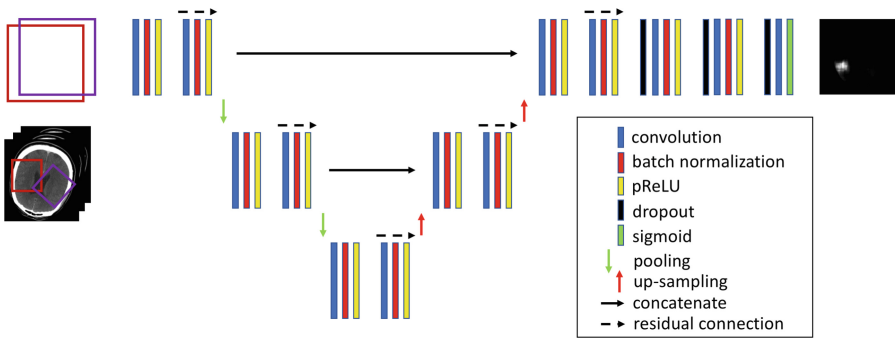 convolution
batch normalization
pReLU
dropout
sigmoid
pooling
up-sampling
concatenate
residual connection